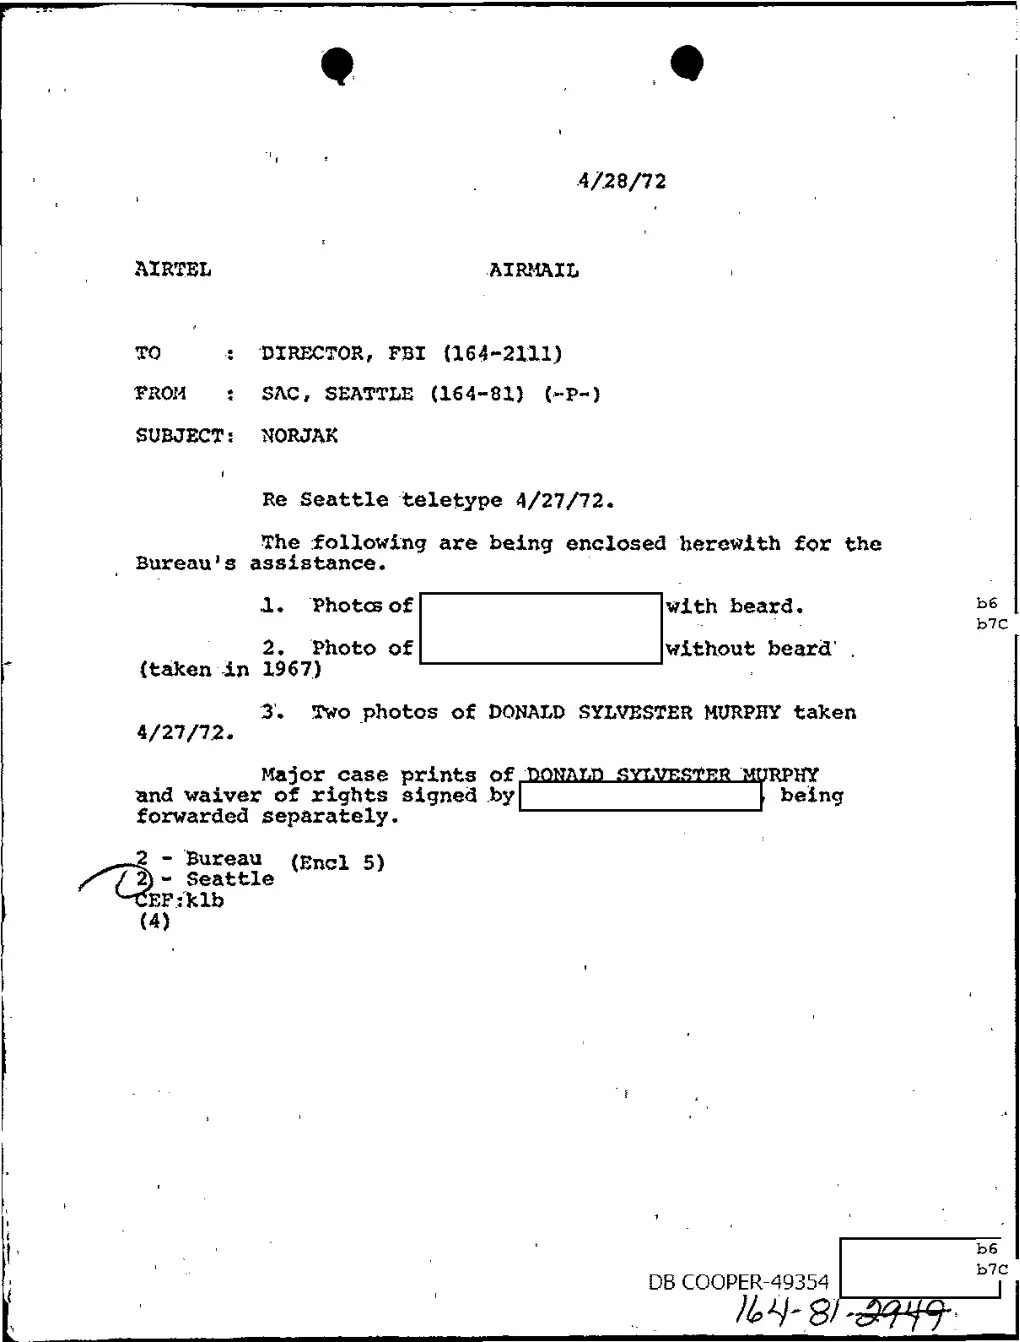 4/28/72
AIRTEL AIRMAIL
TO : DIRECTOR, FBI (164-2111)
FROM : SAC, SEATTLE (164-81) (-P-)
SUBJECT: NORJAK
Re Seattle teletype 4/27/72.
The following are being enclosed herewith for the
Bureau's assistance.
1. Photos of with beard.
b6
b7C
2. Photo of without beard
(taken in 1967)
3. Two photos of DONALD SYLVESTER MURPHY taken
4/27/72.
Major case prints of DONALD SYLVESTER MURPHY
and waiver of rights signed by , being
forwarded separately.
2 - Bureau (Encl 5)
2 - Seattle
CEF:klb
(4)
b6
b7C
DB COOPER-49354
164-81-2949